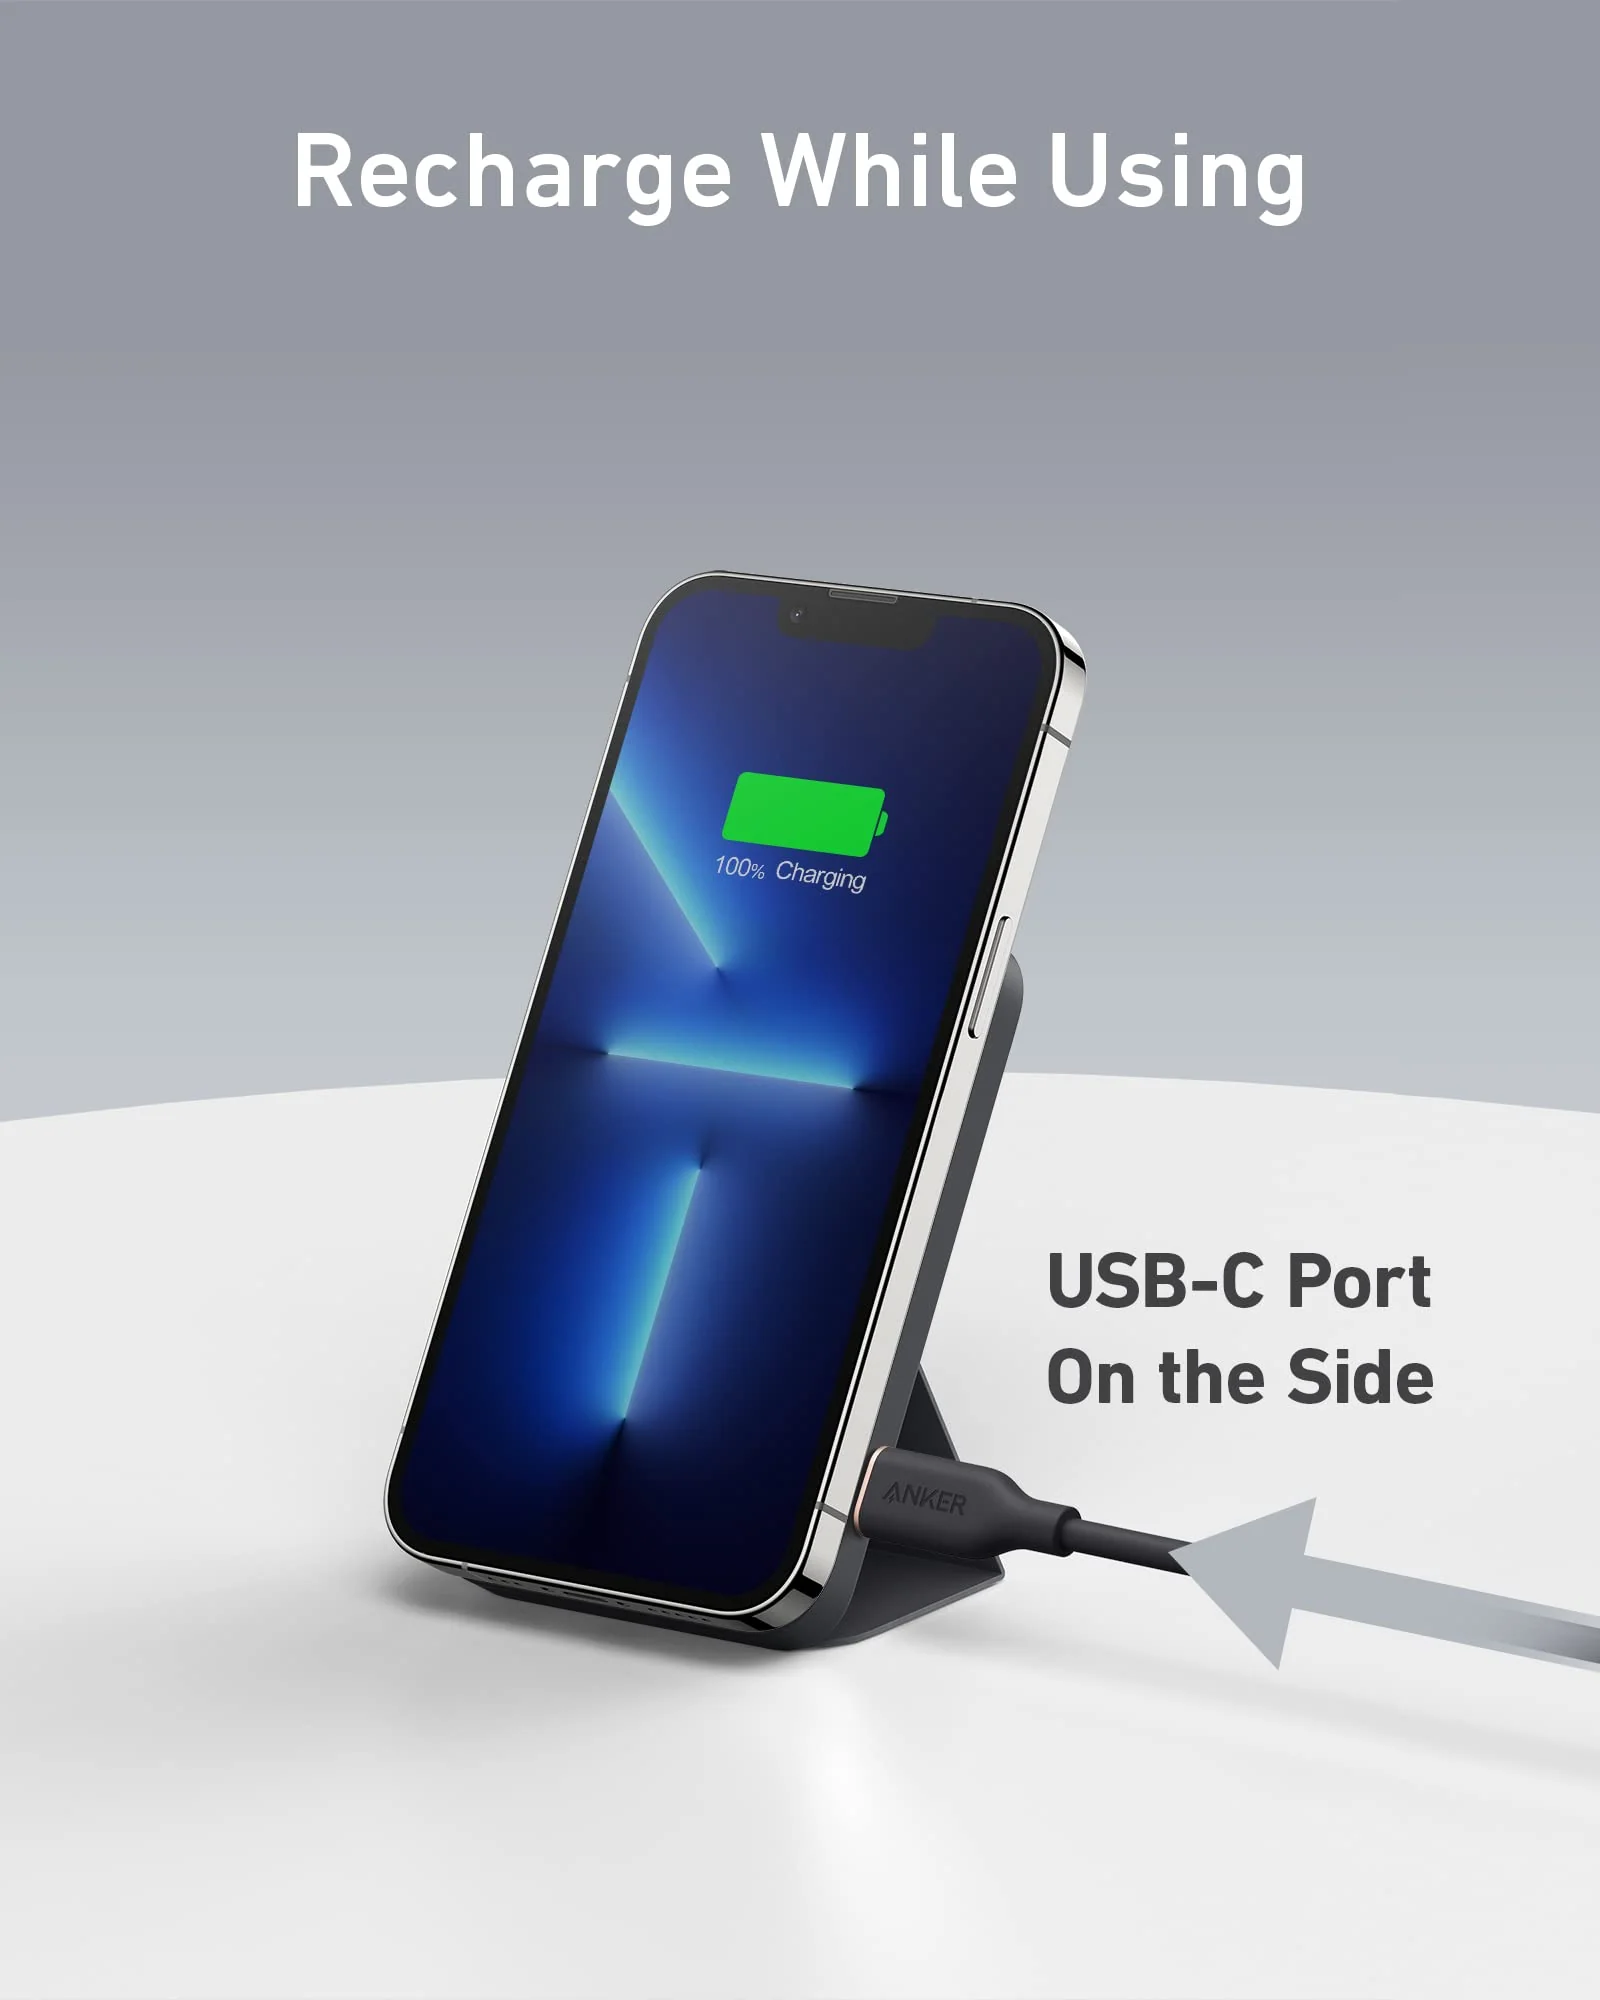 Recharge While Using
100% Charging
USB-C Port
On the Side
ANKER